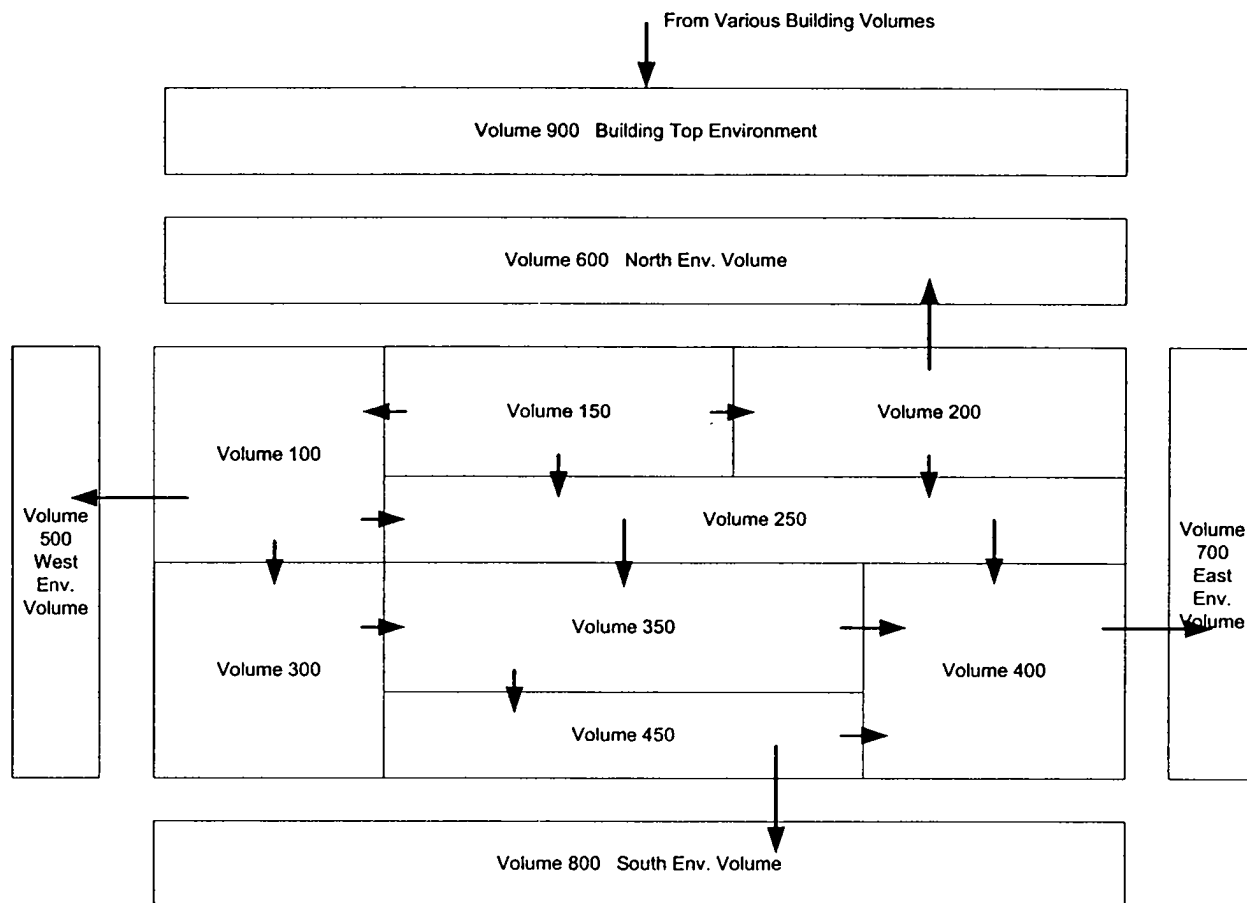 From Various Building Volumes
Volume 900 Building Top Environment
Volume 600 North Env. Volume
Volume 150
Volume 200
Volume 100
Volume 250
Volume
500
West
Env.
Volume
Volume
700
East
Env.
Volume
Volume 350
Volume 300
Volume 400
Volume 450
Volume 800 South Env. Volume